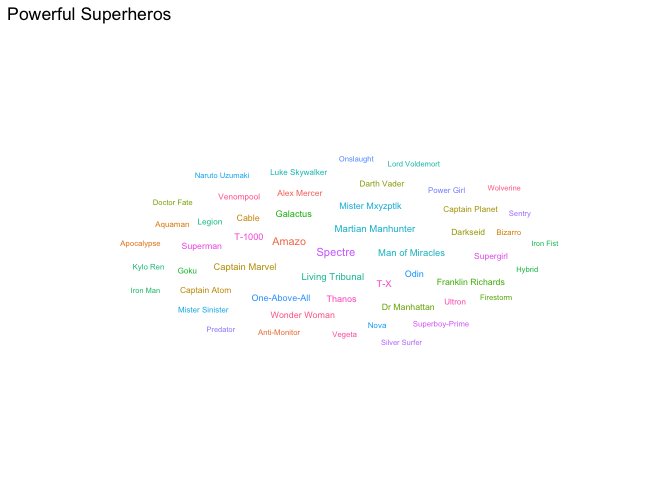 Powerful Superheros
Onslaught
Lord Voldemort
Luke Skywalker
Naruto Uzumaki
Darth Vader
Wolverine
Power Girl
Alex Mercer
Venompool
Doctor Fate
Mister Mxyzptlk
Captain Planet
Sentry
Galactus
Cable
Legion
Aquaman
Martian Manhunter
Darkseid
Bizarro
T-1000
Amazo
Apocalypse
Superman
Iron Fist
Spectre
Man of Miracles
Supergirl
Kylo Ren
Goku
Captain Marvel
Hybrid
Living Tribunal
Odin
T-X
Franklin Richards
Iron Man
Captain Atom
One-Above-All
Thanos
Ultron
Firestorm
Mister Sinister
Dr Manhattan
Wonder Woman
Predator
Anti-Monitor
Nova
Superboy-Prime
Vegeta
Silver Surfer